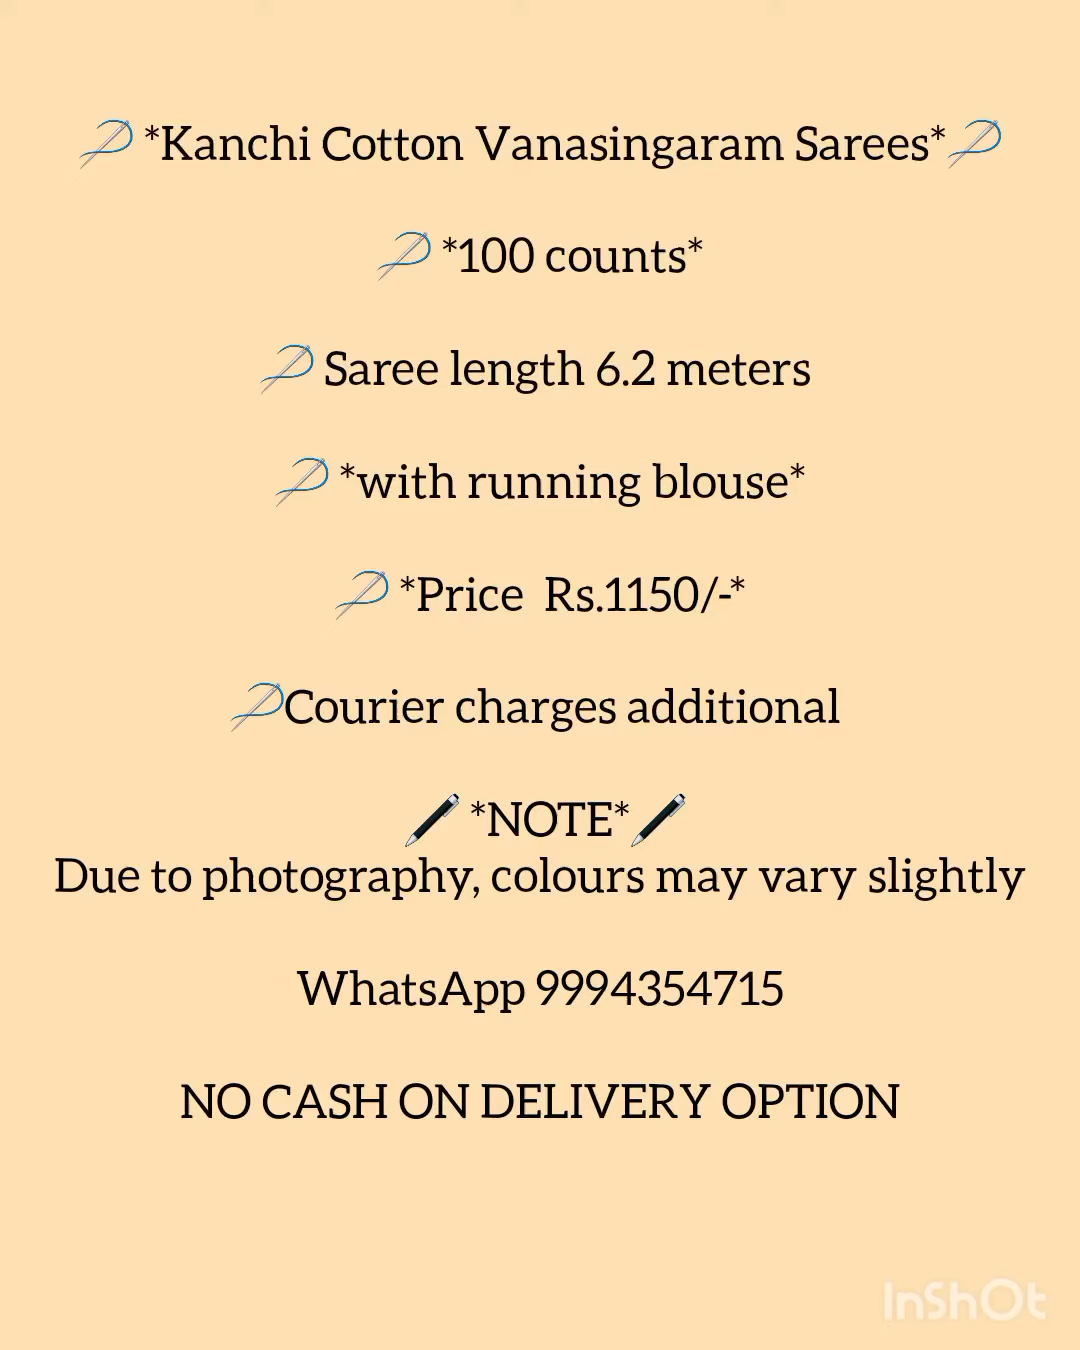 🪡 *Kanchi Cotton Vanasingaram Sarees*🪡
🪡 *100 counts*
🪡 Saree length 6.2 meters
🪡 *with running blouse*
🪡 *Price  Rs.1150/-*
🪡Courier charges additional
🖊️ *NOTE*🖊️
Due to photography, colours may vary slightly
WhatsApp 9994354715
NO CASH ON DELIVERY OPTION
InShOt